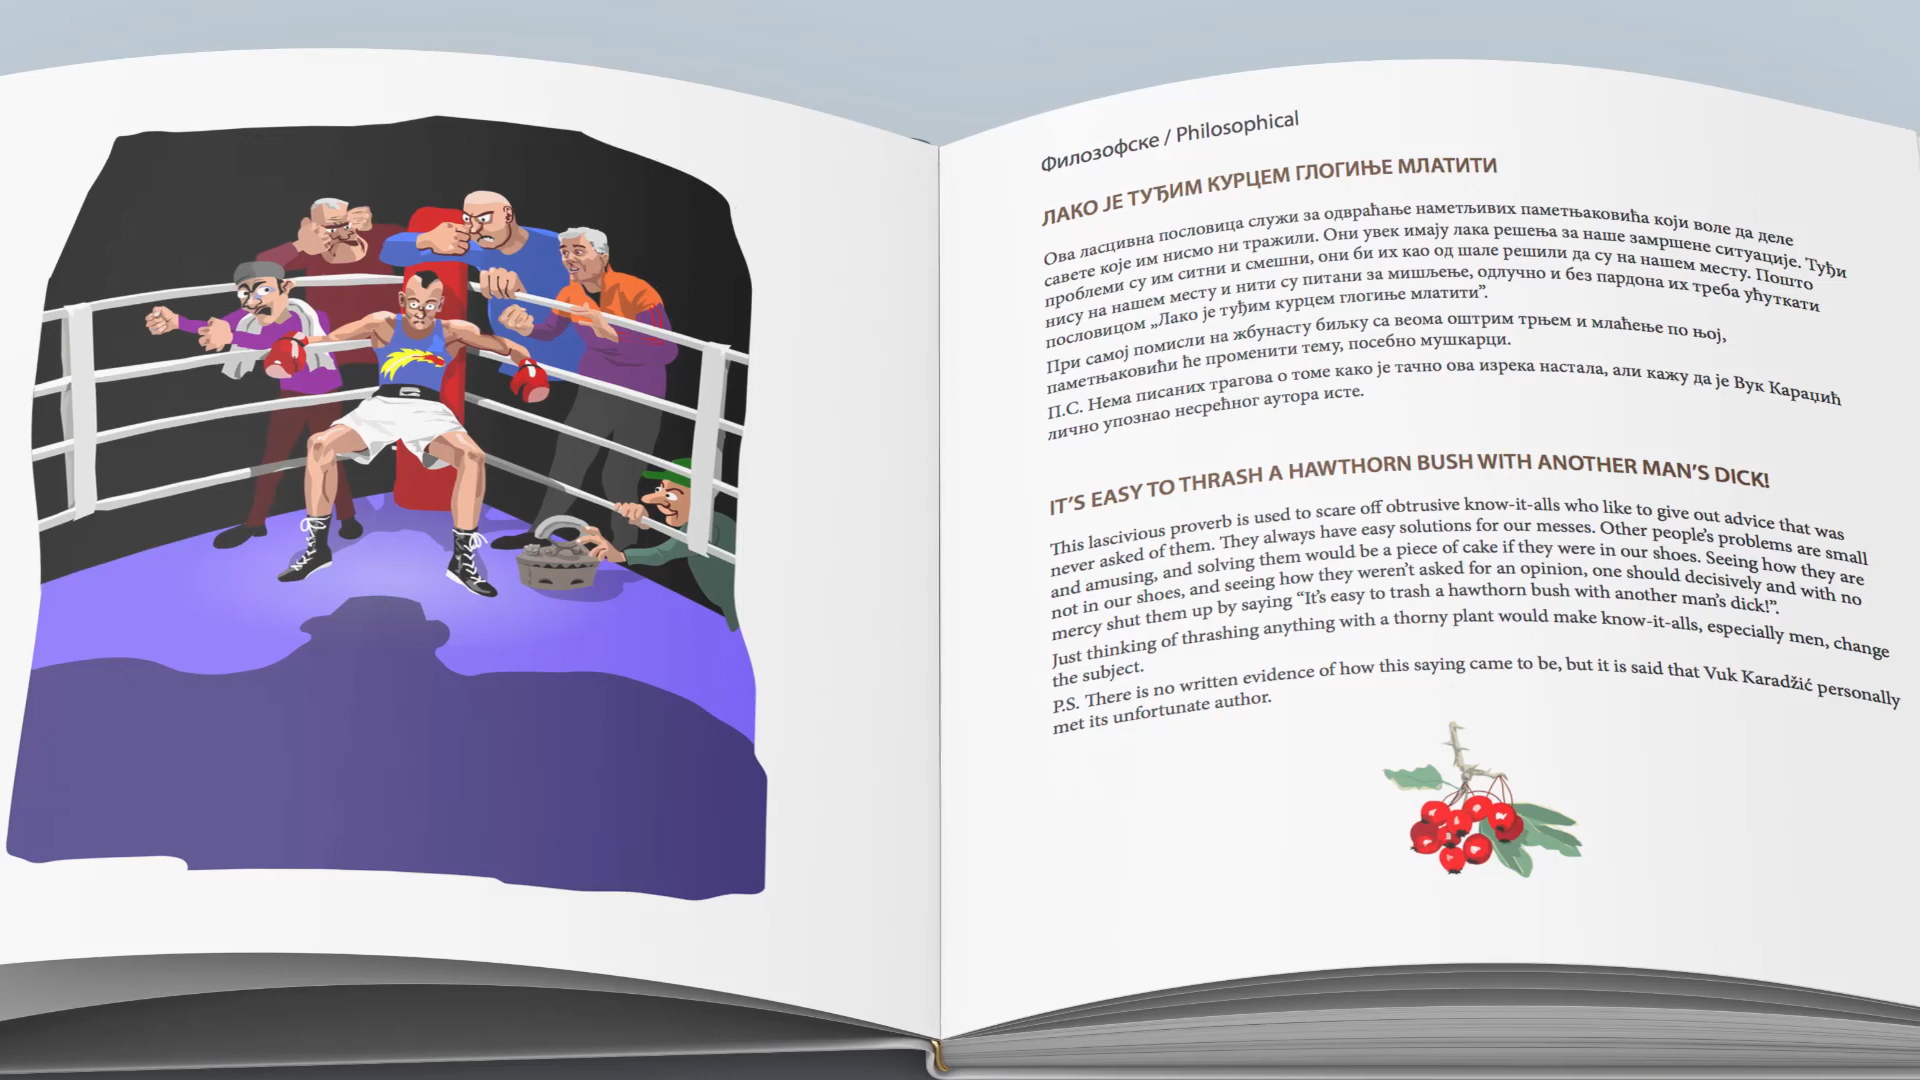 Филозофске / Philosophical
ЛАКО ЈЕ ТУЂИМ КУРЦЕМ ГЛОГИЊЕ МЛАТИТИ
Ова ласцивна пословица служи за одвраћање наметљивих паметњаковића који воле да деле
савете које им нисмо ни тражили. Они увек имају лака решења за наше замршене ситуације. Туђи
проблеми су им ситни и смешни, они би их као од шале решили да су на нашем месту. Пошто
нису на нашем месту и нити су питани за мишљење, одлучно и без пардона их треба ућуткати
пословицом „Лако је туђим курцем глогиње млатити”.
При самој помисли на жбунасту биљку са веома оштрим трњем и млаћење по њој,
паметњаковићи ће променити тему, посебно мушкарци.
П.С. Нема писаних трагова о томе како је тачно ова изрека настала, али кажу да је Вук Караџић
лично упознао несрећног аутора исте.
IT’S EASY TO THRASH A HAWTHORN BUSH WITH ANOTHER MAN’S DICK!
This lascivious proverb is used to scare off obtrusive know-it-alls who like to give out advice that was
never asked of them. They always have easy solutions for our messes. Other people’s problems are small
and amusing, and solving them would be a piece of cake if they were in our shoes. Seeing how they are
not in our shoes, and seeing how they weren’t asked for an opinion, one should decisively and with no
mercy shut them up by saying “It’s easy to trash a hawthorn bush with another man’s dick!”.
Just thinking of thrashing anything with a thorny plant would make know-it-alls, especially men, change
the subject.
P.S. There is no written evidence of how this saying came to be, but it is said that Vuk Karadžić personally
met its unfortunate author.